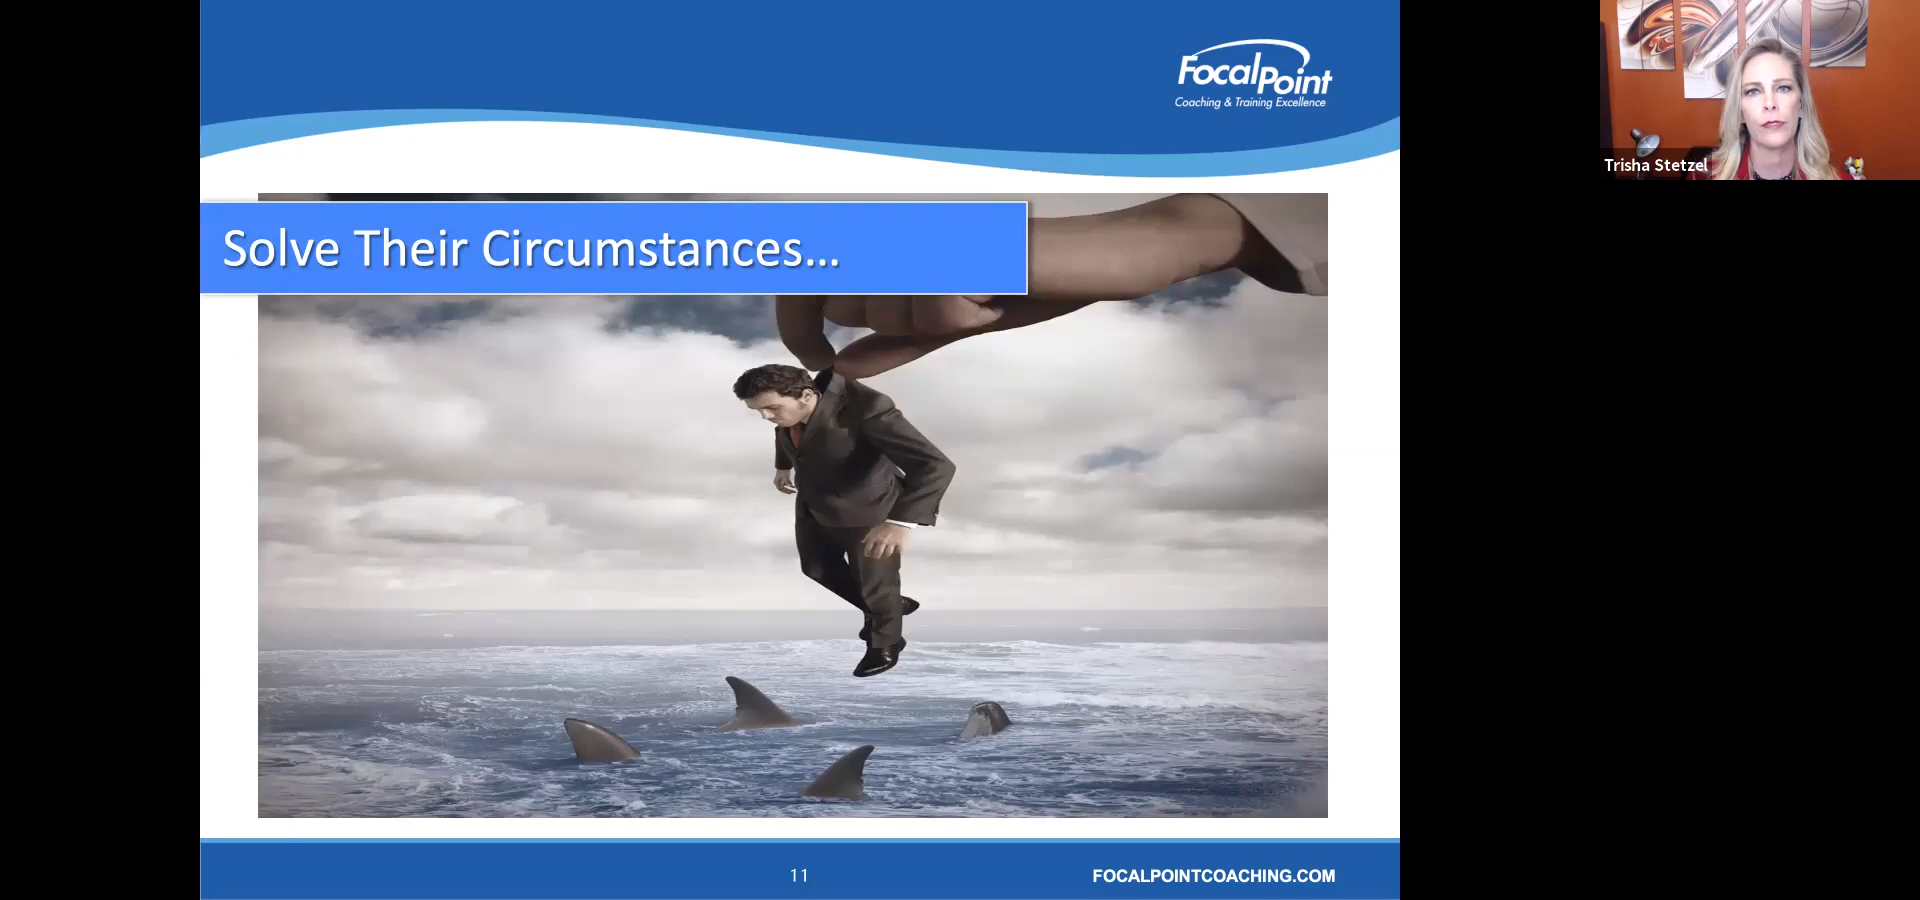 FocalPoint
Coaching & Training Excellence
Trisha Stetzel
Solve Their Circumstances...
11
FOCALPOINTCOACHING.COM